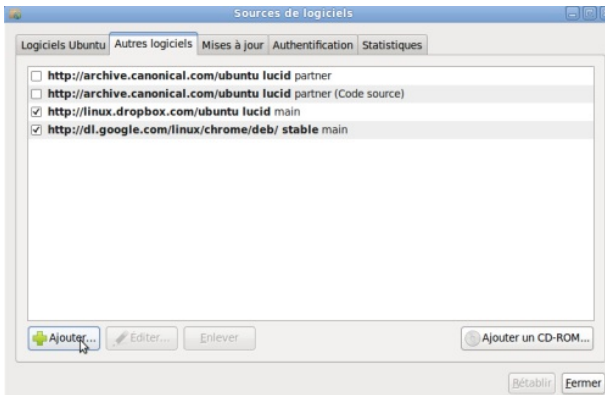 Sources de logiciels
Logiciels Ubuntu Autres logiciels Mises à jour Authentification Statistiques
http://archive.canonical.com/ubuntu lucid partner
http://archive.canonical.com/ubuntu lucid partner (Code source)
http://linux.dropbox.com/ubuntu lucid main
http://dl.google.com/linux/chrome/deb/ stable main
Ajouter... Éditer... Enlever Ajouter un CD-ROM...
Rétablir Fermer